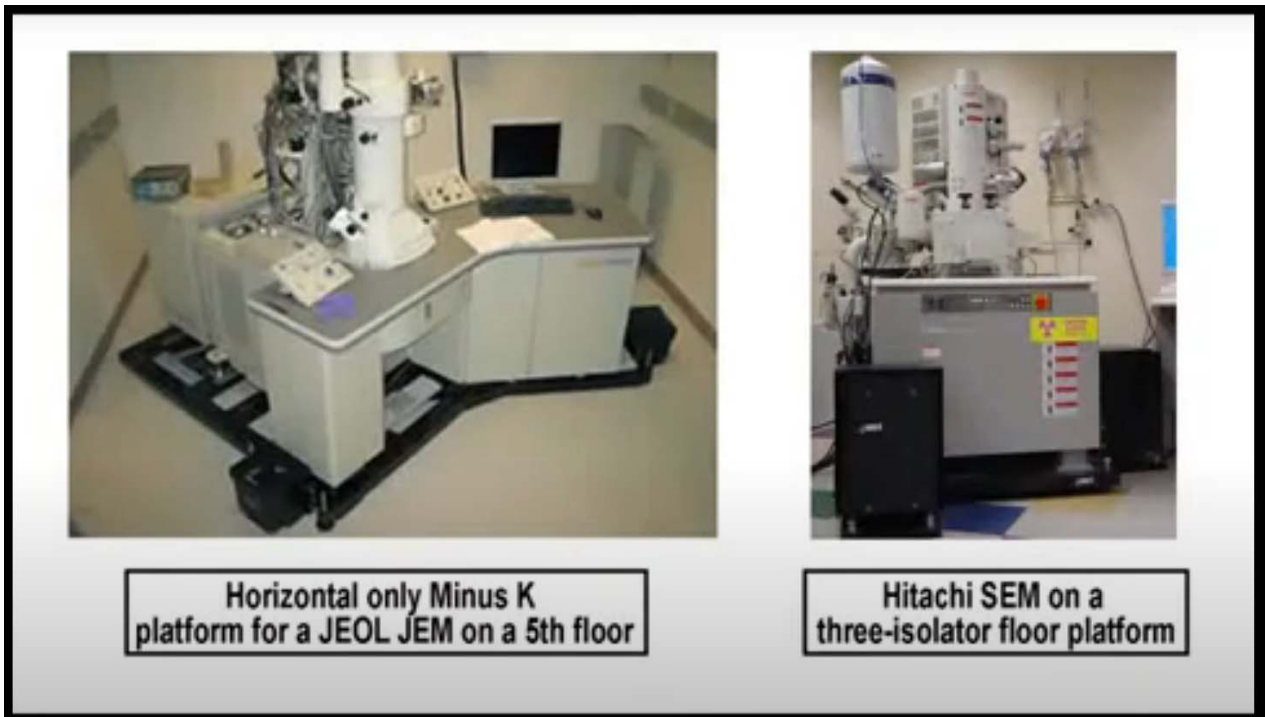 Horizontal only Minus K
platform for a JEOL JEM on a 5th floor
Hitachi SEM on a
three-isolator floor platform